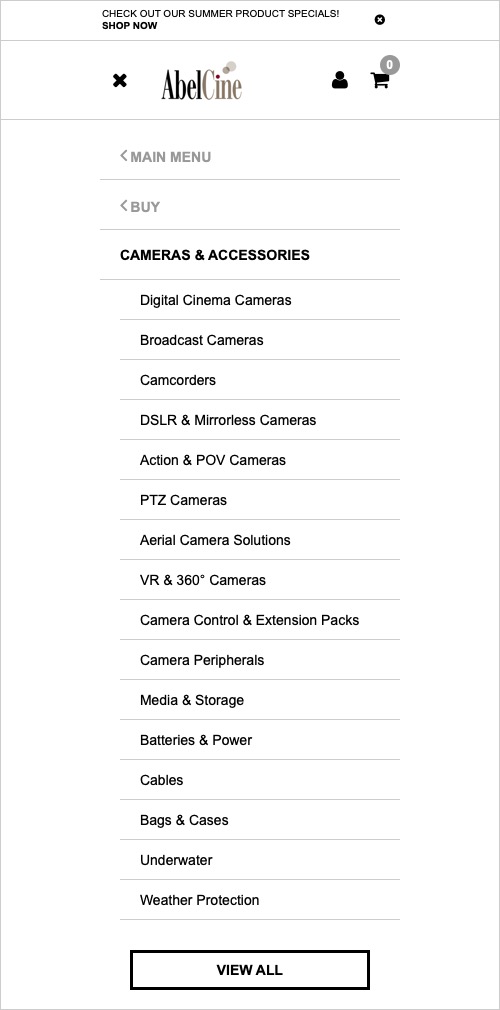 CHECK OUT OUR SUMMER PRODUCT SPECIALS!
SHOP NOW
AbelCine
0
MAIN MENU
BUY
CAMERAS & ACCESSORIES
Digital Cinema Cameras
Broadcast Cameras
Camcorders
DSLR & Mirrorless Cameras
Action & POV Cameras
PTZ Cameras
Aerial Camera Solutions
VR & 360° Cameras
Camera Control & Extension Packs
Camera Peripherals
Media & Storage
Batteries & Power
Cables
Bags & Cases
Underwater
Weather Protection
VIEW ALL